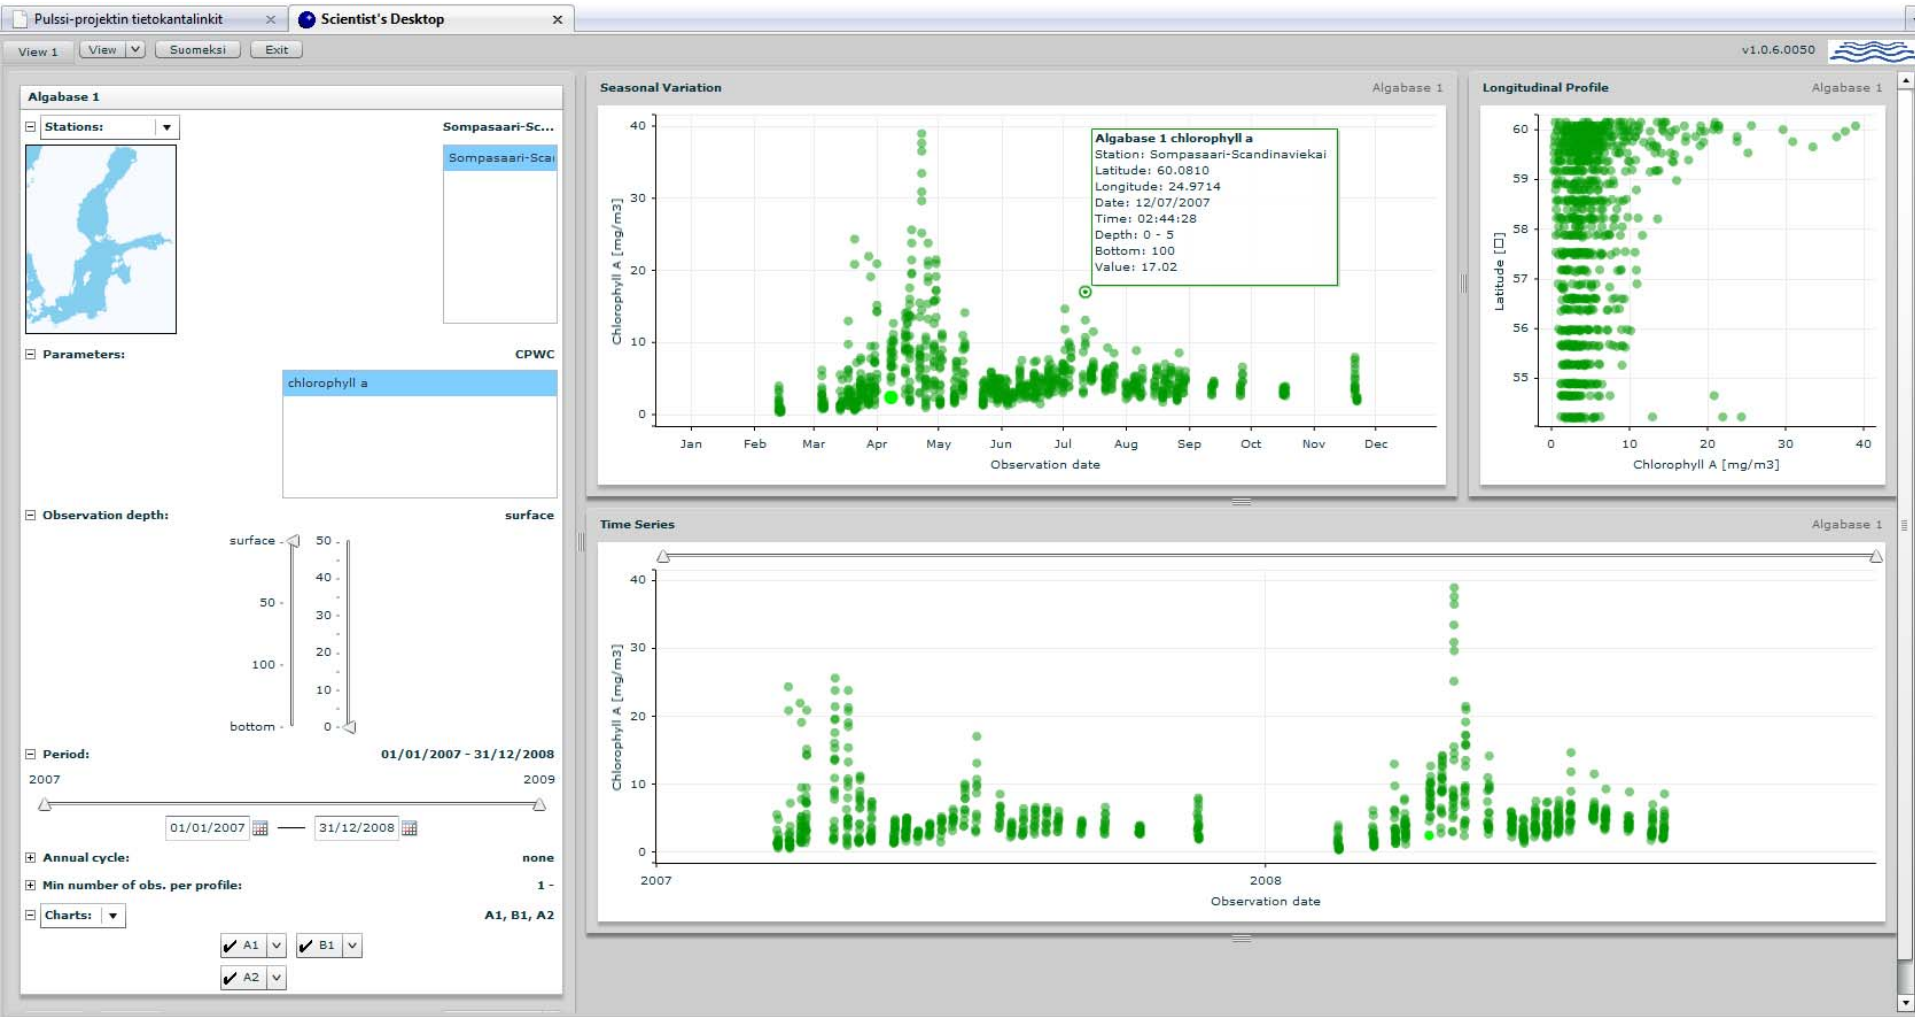 Pulssi-projektin tietokantalinkit
Scientist's Desktop
View 1
View
Suomeksi
Exit
v1.0.6.0050
Algabase 1
Stations:
Sompasaari-Sc...
Sompasaari-Sca
Parameters:
CPWC
chlorophyll a
Observation depth:
surface
surface
50
100
bottom
50
40
30
20
10
0
Period:
01/01/2007 - 31/12/2008
2007
2009
01/01/2007
31/12/2008
Annual cycle:
none
Min number of obs. per profile:
1 -
Charts:
A1, B1, A2
A1
B1
A2
Seasonal Variation
Algabase 1
Chlorophyll A [mg/m3]
40
30
20
10
0
Algabase 1 chlorophyll a
Station: Sompasaari-Scandinaviekai
Latitude: 60.0810
Longitude: 24.9714
Date: 12/07/2007
Time: 02:44:28
Depth: 0 - 5
Bottom: 100
Value: 17.02
Jan Feb Mar Apr May Jun Jul Aug Sep Oct Nov Dec
Observation date
Longitudinal Profile
Algabase 1
Latitude [□]
60
59
58
57
56
55
0 10 20 30 40
Chlorophyll A [mg/m3]
Time Series
Algabase 1
Chlorophyll A [mg/m3]
40
30
20
10
0
2007 2008
Observation date